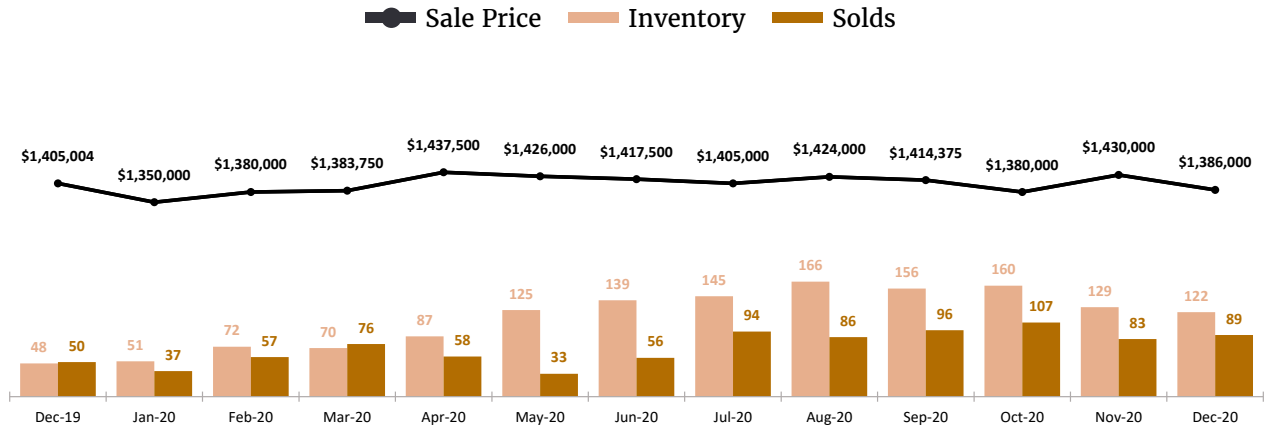 Sale Price Inventory Solds
$1,405,004 $1,350,000 $1,380,000 $1,383,750 $1,437,500 $1,426,000 $1,417,500 $1,405,000 $1,424,000 $1,414,375 $1,380,000 $1,430,000 $1,386,000
48 50 51 37 72 57 70 76 87 58 125 33 139 56 145 94 166 86 156 96 160 107 129 83 122 89
Dec-19 Jan-20 Feb-20 Mar-20 Apr-20 May-20 Jun-20 Jul-20 Aug-20 Sep-20 Oct-20 Nov-20 Dec-20